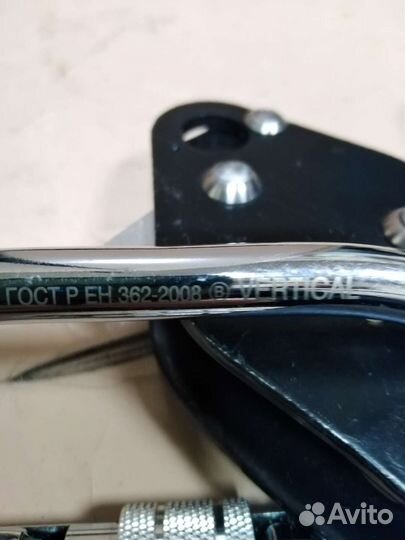 ГОСТ Р ЕН 362-2008 ® VERTICAL
Avito